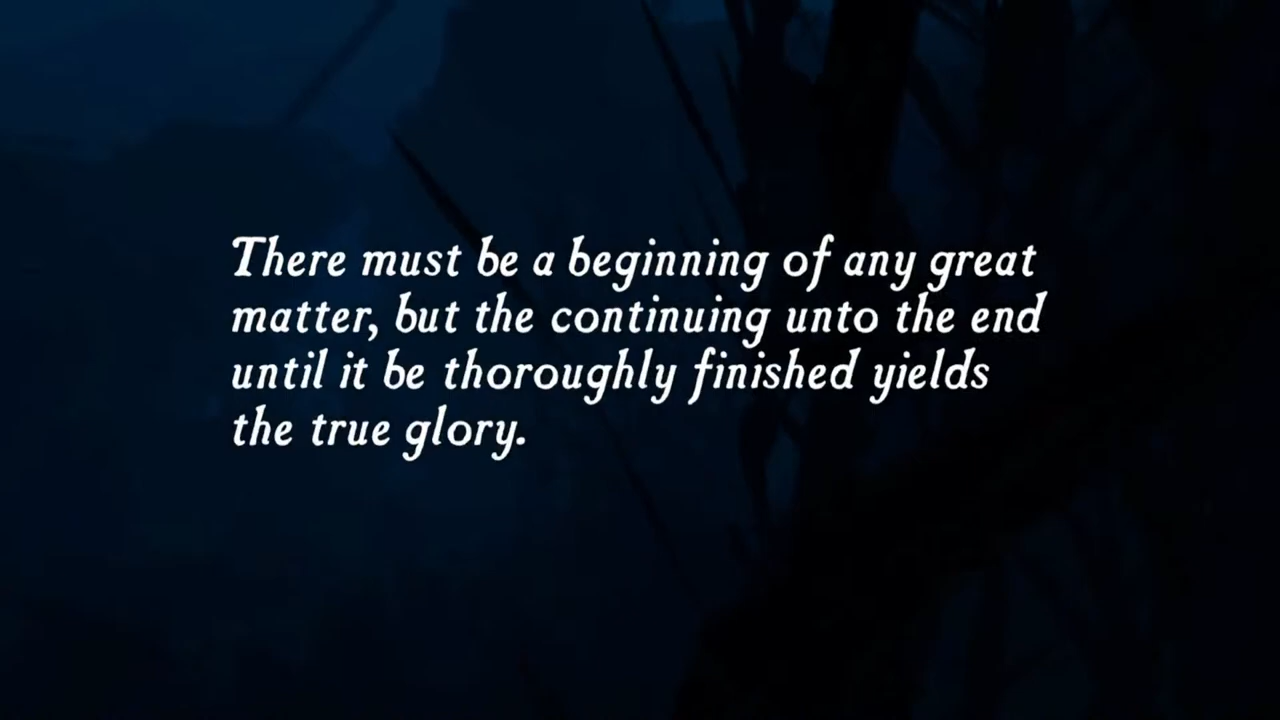 There must be a beginning of any great
matter, but the continuing unto the end
until it be thoroughly finished yields
the true glory.